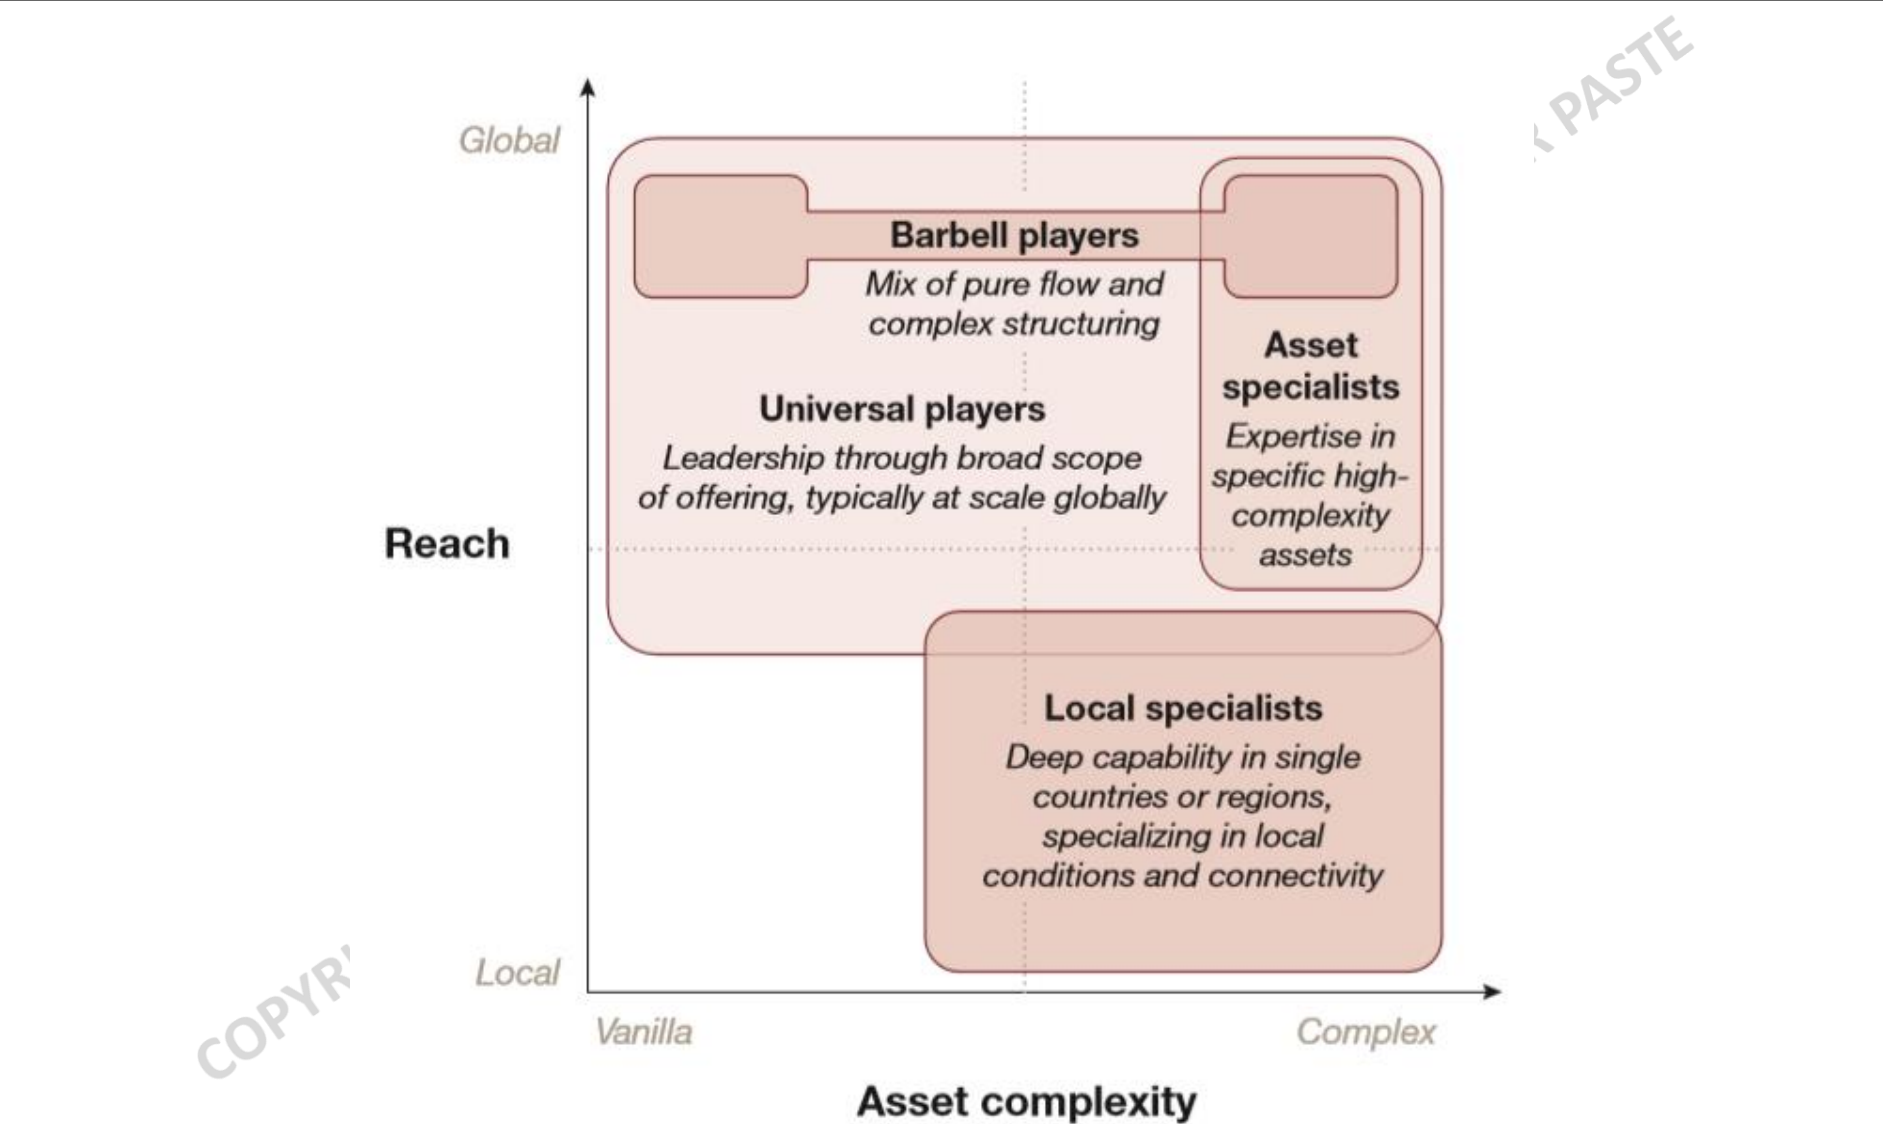 PASTE
Global
Barbell players
Mix of pure flow and
complex structuring
Asset
specialists
Expertise in
specific high-
complexity
assets
Universal players
Leadership through broad scope
of offering, typically at scale globally
Reach
Local specialists
Deep capability in single
countries or regions,
specializing in local
conditions and connectivity
Local
Vanilla
Complex
Asset complexity